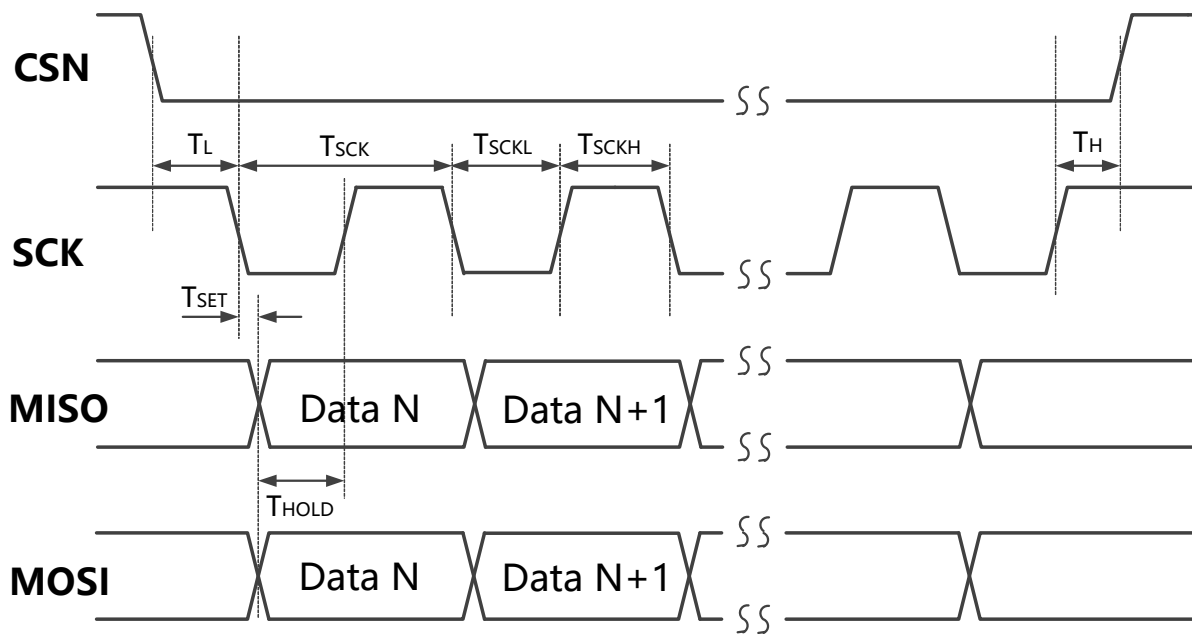 CSN
TL
TSCK
TSCKL
TSCKH
TH
SCK
TSET
MISO
Data N
Data N+1
THOLD
MOSI
Data N
Data N+1